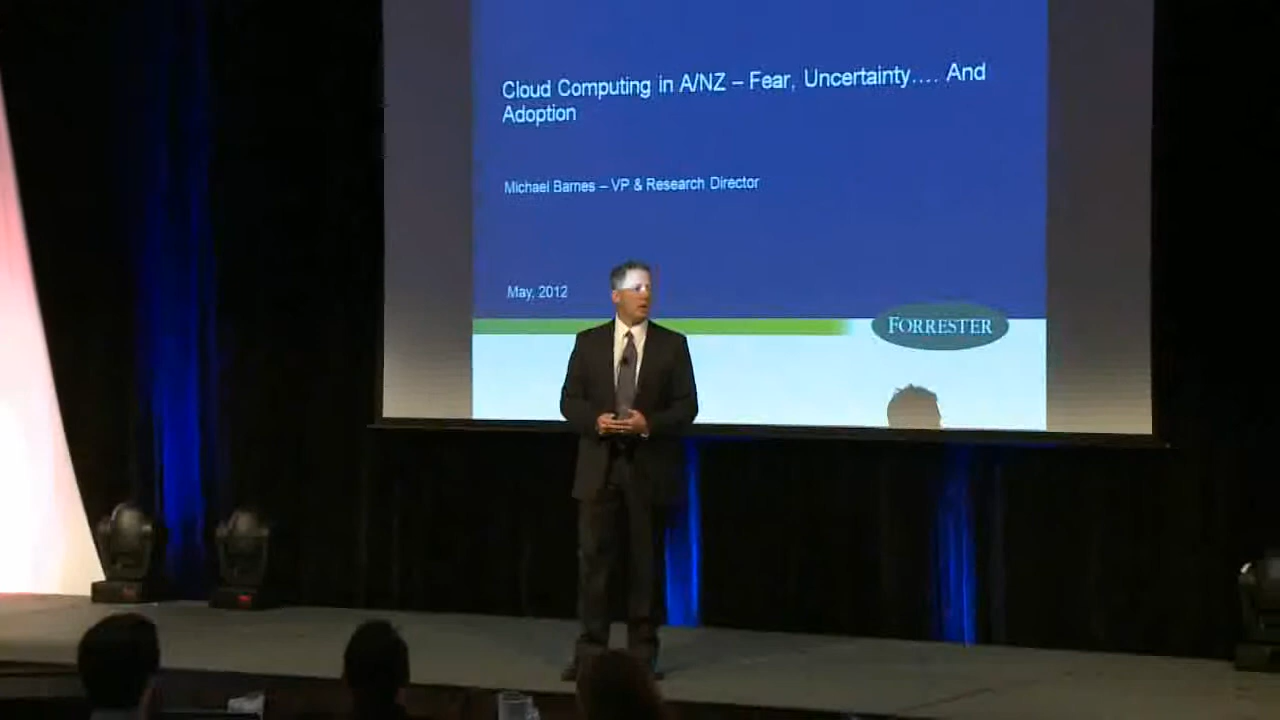 Cloud Computing in A/NZ – Fear, Uncertainty…. And
Adoption
Michael Barnes – VP & Research Director
May, 2012
FORRESTER